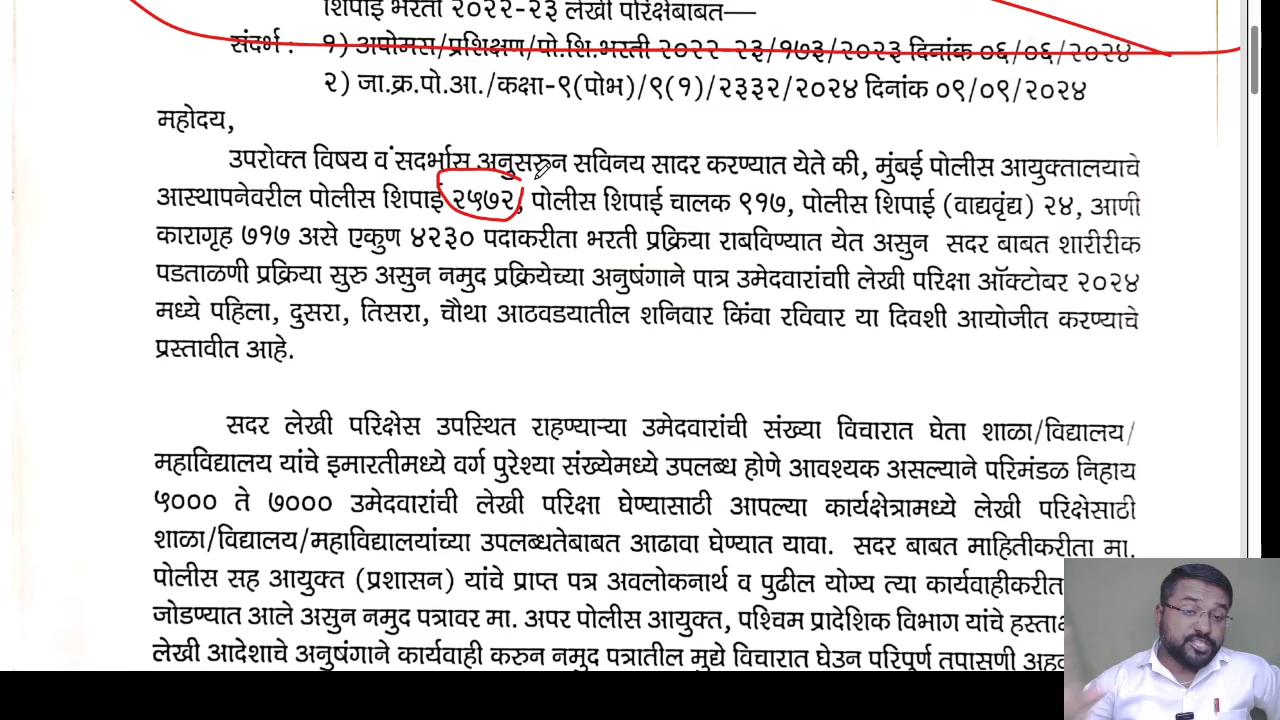 शिपाई भरती २०२२-२३ लेखी परिक्षेबाबत—
संदर्भ : १) अपोमस/प्रशिक्षण/पो.शि.भरती २०२२-२३/१७३/२०२३ दिनांक ०६/०६/२०२४
२) जा.क्र.पो.आ./कक्षा-९(पोभ)/९(१)/२३३२/२०२४ दिनांक ०९/०९/२०२४
महोदय,
उपरोक्त विषय व संदर्भास अनुसरुन सविनय सादर करण्यात येते की, मुंबई पोलीस आयुक्तालयाचे
आस्थापनेवरील पोलीस शिपाई २५७२, पोलीस शिपाई चालक ९१७, पोलीस शिपाई (वाद्यवृंद्य) २४, आणी
कारागृह ७१७ असे एकुण ४२३० पदाकरीता भरती प्रक्रिया राबविण्यात येत असुन सदर बाबत शारीरीक
पडताळणी प्रक्रिया सुरु असुन नमुद प्रक्रियेच्या अनुषंगाने पात्र उमेदवारांची लेखी परिक्षा ऑक्टोबर २०२४
मध्ये पहिला, दुसरा, तिसरा, चौथा आठवडयातील शनिवार किंवा रविवार या दिवशी आयोजीत करण्याचे
प्रस्तावीत आहे.
सदर लेखी परिक्षेस उपस्थित राहण्याऱ्या उमेदवारांची संख्या विचारात घेता शाळा/विद्यालय/
महाविद्यालय यांचे इमारतीमध्ये वर्ग पुरेश्या संख्येमध्ये उपलब्ध होणे आवश्यक असल्याने परिमंडळ निहाय
५००० ते ७००० उमेदवारांची लेखी परिक्षा घेण्यासाठी आपल्या कार्यक्षेत्रामध्ये लेखी परिक्षेसाठी
शाळा/विद्यालय/महाविद्यालयांच्या उपलब्धतेबाबत आढावा घेण्यात यावा. सदर बाबत माहितीकरीता मा.
पोलीस सह आयुक्त (प्रशासन) यांचे प्राप्त पत्र अवलोकनार्थ व पुढील योग्य त्या कार्यवाहीकरीत
जोडण्यात आले असुन नमुद पत्रावर मा. अपर पोलीस आयुक्त, पश्चिम प्रादेशिक विभाग यांचे हस्ता
लेखी आदेशाचे अनुषंगाने कार्यवाही करुन नमुद पत्रातील मुद्ये विचारात घेउन परिपूर्ण तपासणी अहव